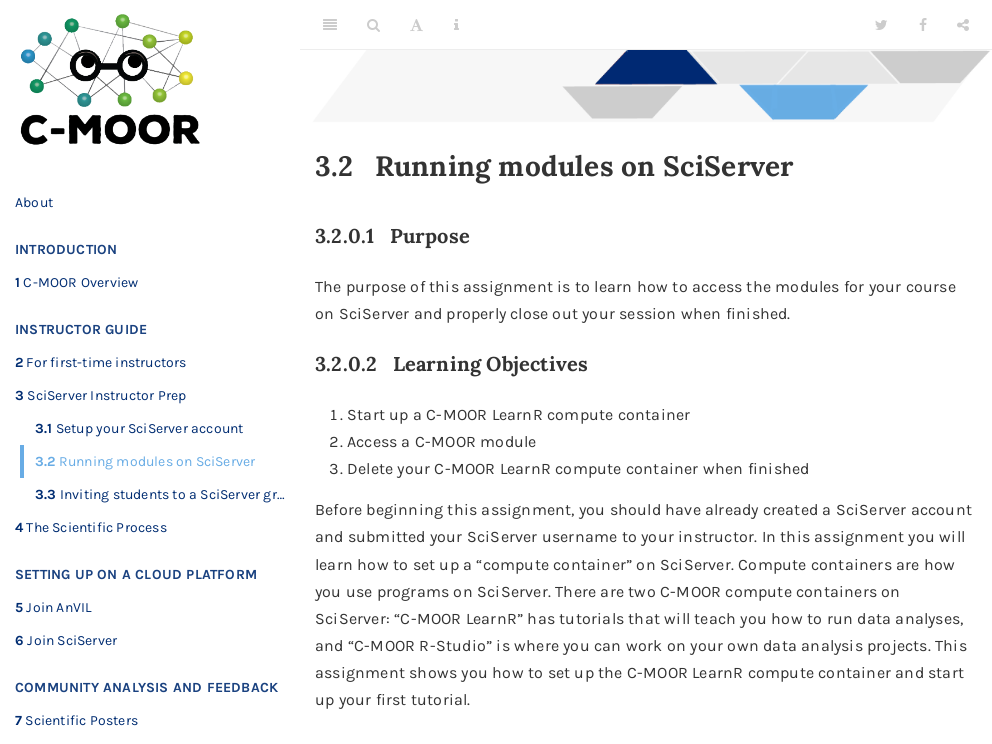 C-MOOR
About
INTRODUCTION
1 C-MOOR Overview
INSTRUCTOR GUIDE
2 For first-time instructors
3 SciServer Instructor Prep
3.1 Setup your SciServer account
3.2 Running modules on SciServer
3.3 Inviting students to a SciServer gr…
4 The Scientific Process
SETTING UP ON A CLOUD PLATFORM
5 Join AnVIL
6 Join SciServer
COMMUNITY ANALYSIS AND FEEDBACK
7 Scientific Posters
3.2 Running modules on SciServer
3.2.0.1 Purpose
The purpose of this assignment is to learn how to access the modules for your course
on SciServer and properly close out your session when finished.
3.2.0.2 Learning Objectives
1. Start up a C-MOOR LearnR compute container
2. Access a C-MOOR module
3. Delete your C-MOOR LearnR compute container when finished
Before beginning this assignment, you should have already created a SciServer account
and submitted your SciServer username to your instructor. In this assignment you will
learn how to set up a “compute container” on SciServer. Compute containers are how
you use programs on SciServer. There are two C-MOOR compute containers on
SciServer: “C-MOOR LearnR” has tutorials that will teach you how to run data analyses,
and “C-MOOR R-Studio” is where you can work on your own data analysis projects. This
assignment shows you how to set up the C-MOOR LearnR compute container and start
up your first tutorial.